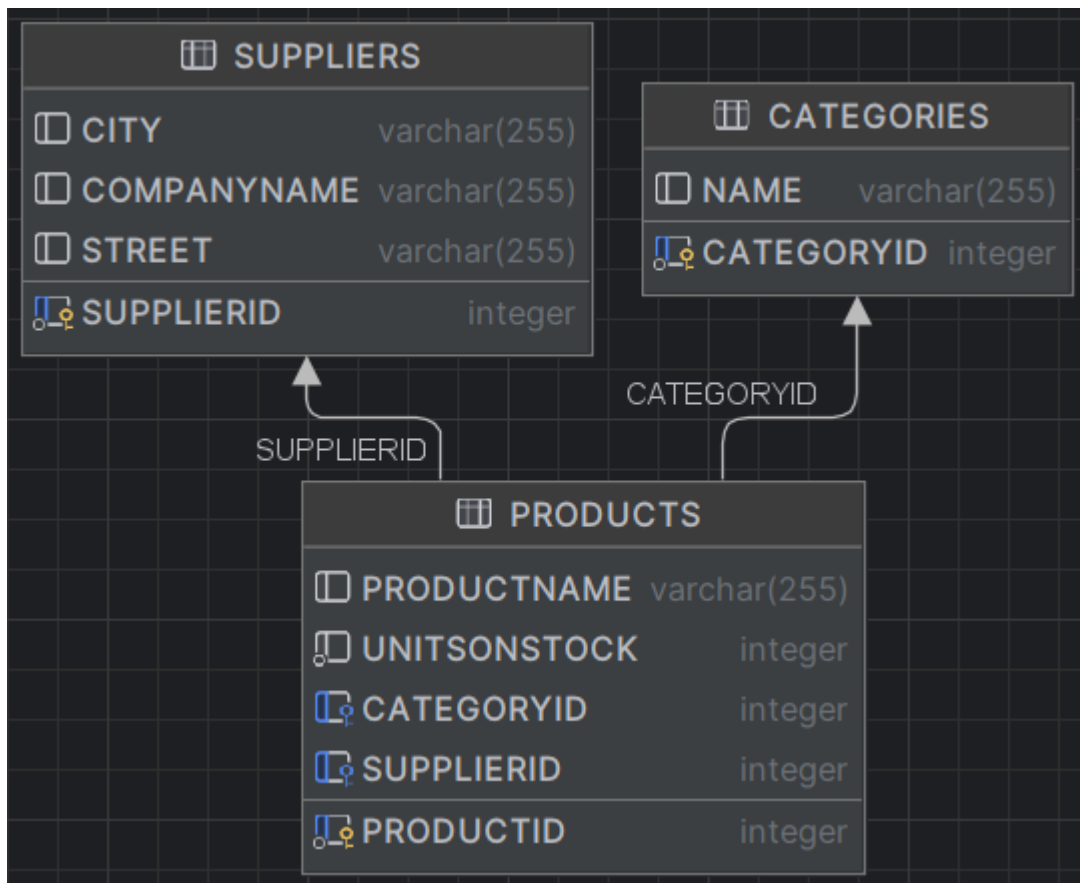 SUPPLIERS
CITY varchar(255)
COMPANYNAME varchar(255)
STREET varchar(255)
SUPPLIERID integer
CATEGORIES
NAME varchar(255)
CATEGORYID integer
CATEGORYID
SUPPLIERID
PRODUCTS
PRODUCTNAME varchar(255)
UNITSONSTOCK integer
CATEGORYID integer
SUPPLIERID integer
PRODUCTID integer